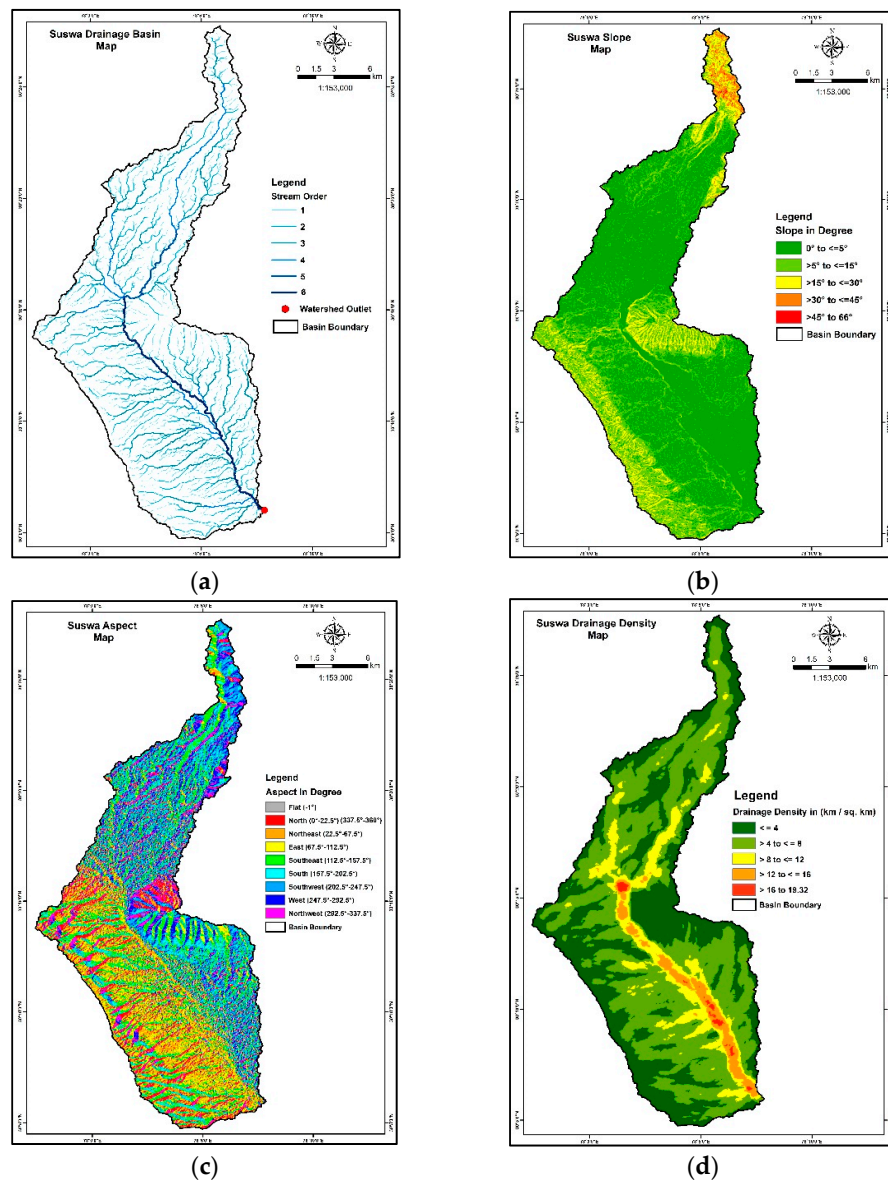 Suswa Drainage Basin
Map
N
0 1.5 3 6
km
1:153,000
Legend
Stream Order
1
2
3
4
5
6
Watershed Outlet
Basin Boundary
(a)
Suswa Slope
Map
N
0 1.5 3 6
km
1:153,000
Legend
Slope in Degree
0° to <=5°
>5° to <=15°
>15° to <=30°
>30° to <=45°
>45° to 66°
Basin Boundary
(b)
Suswa Aspect
Map
N
0 1.5 3 6
km
1:153,000
Legend
Aspect in Degree
Flat (-1°)
North (0°-22.5°) (337.5°-360°)
Northeast (22.5°-67.5°)
East (67.5°-112.5°)
Southeast (112.5°-157.5°)
South (157.5°-202.5°)
Southwest (202.5°-247.5°)
West (247.5°-292.5°)
Northwest (292.5°-337.5°)
Basin Boundary
(c)
Suswa Drainage Density
Map
N
0 1.5 3 6
km
1:153,000
Legend
Drainage Density in (km / sq. km)
<= 4
> 4 to <= 8
> 8 to <= 12
> 12 to <= 16
> 16 to 19.32
Basin Boundary
(d)